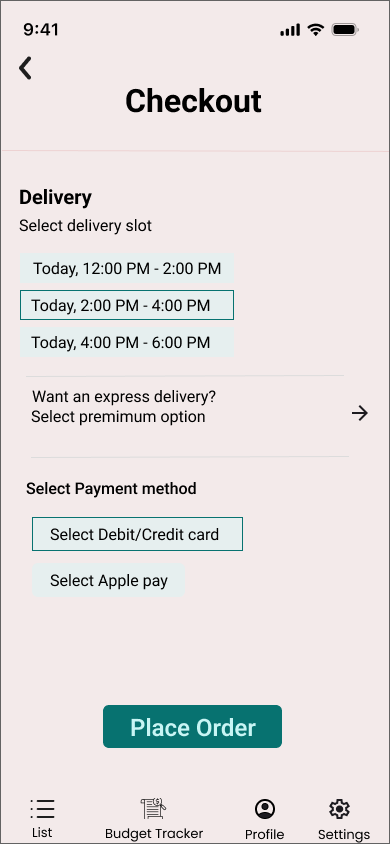 9:41
Checkout
Delivery
Select delivery slot
Today, 12:00 PM - 2:00 PM
Today, 2:00 PM - 4:00 PM
Today, 4:00 PM - 6:00 PM
Want an express delivery?
Select premimum option
Select Payment method
Select Debit/Credit card
Select Apple pay
Place Order
List
Budget Tracker
Profile
Settings